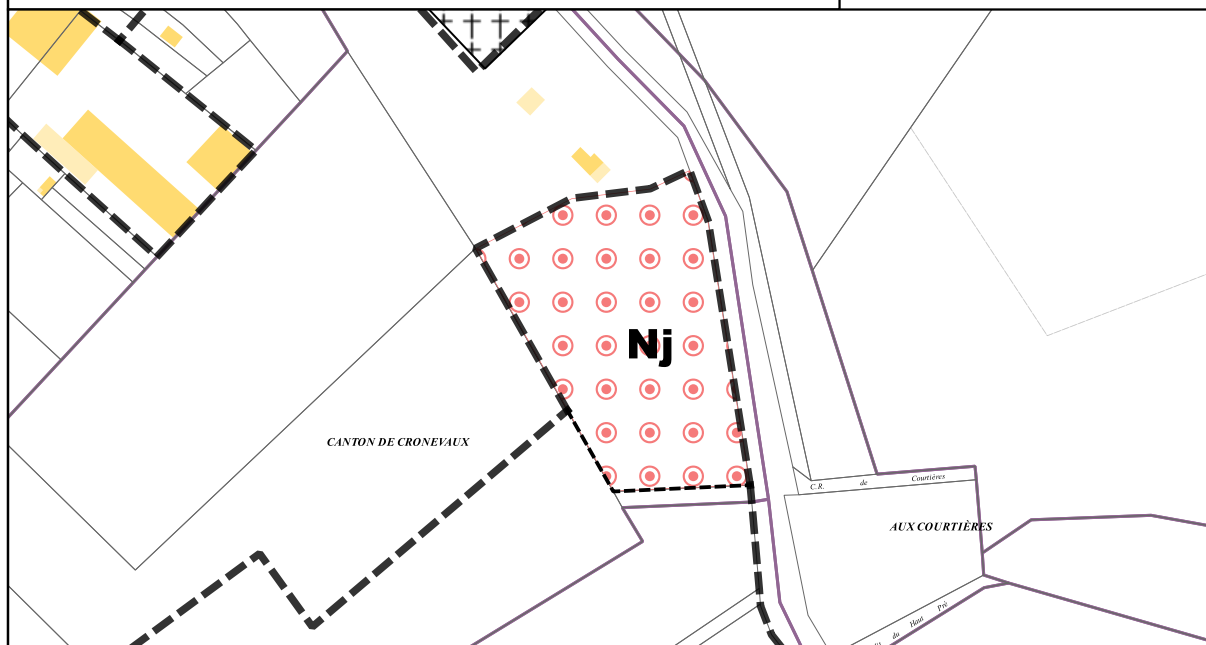 Nj
CANTON DE CRONEVAUX
C.R. de Courtières
AUX COURTIÈRES
du Haut Pré